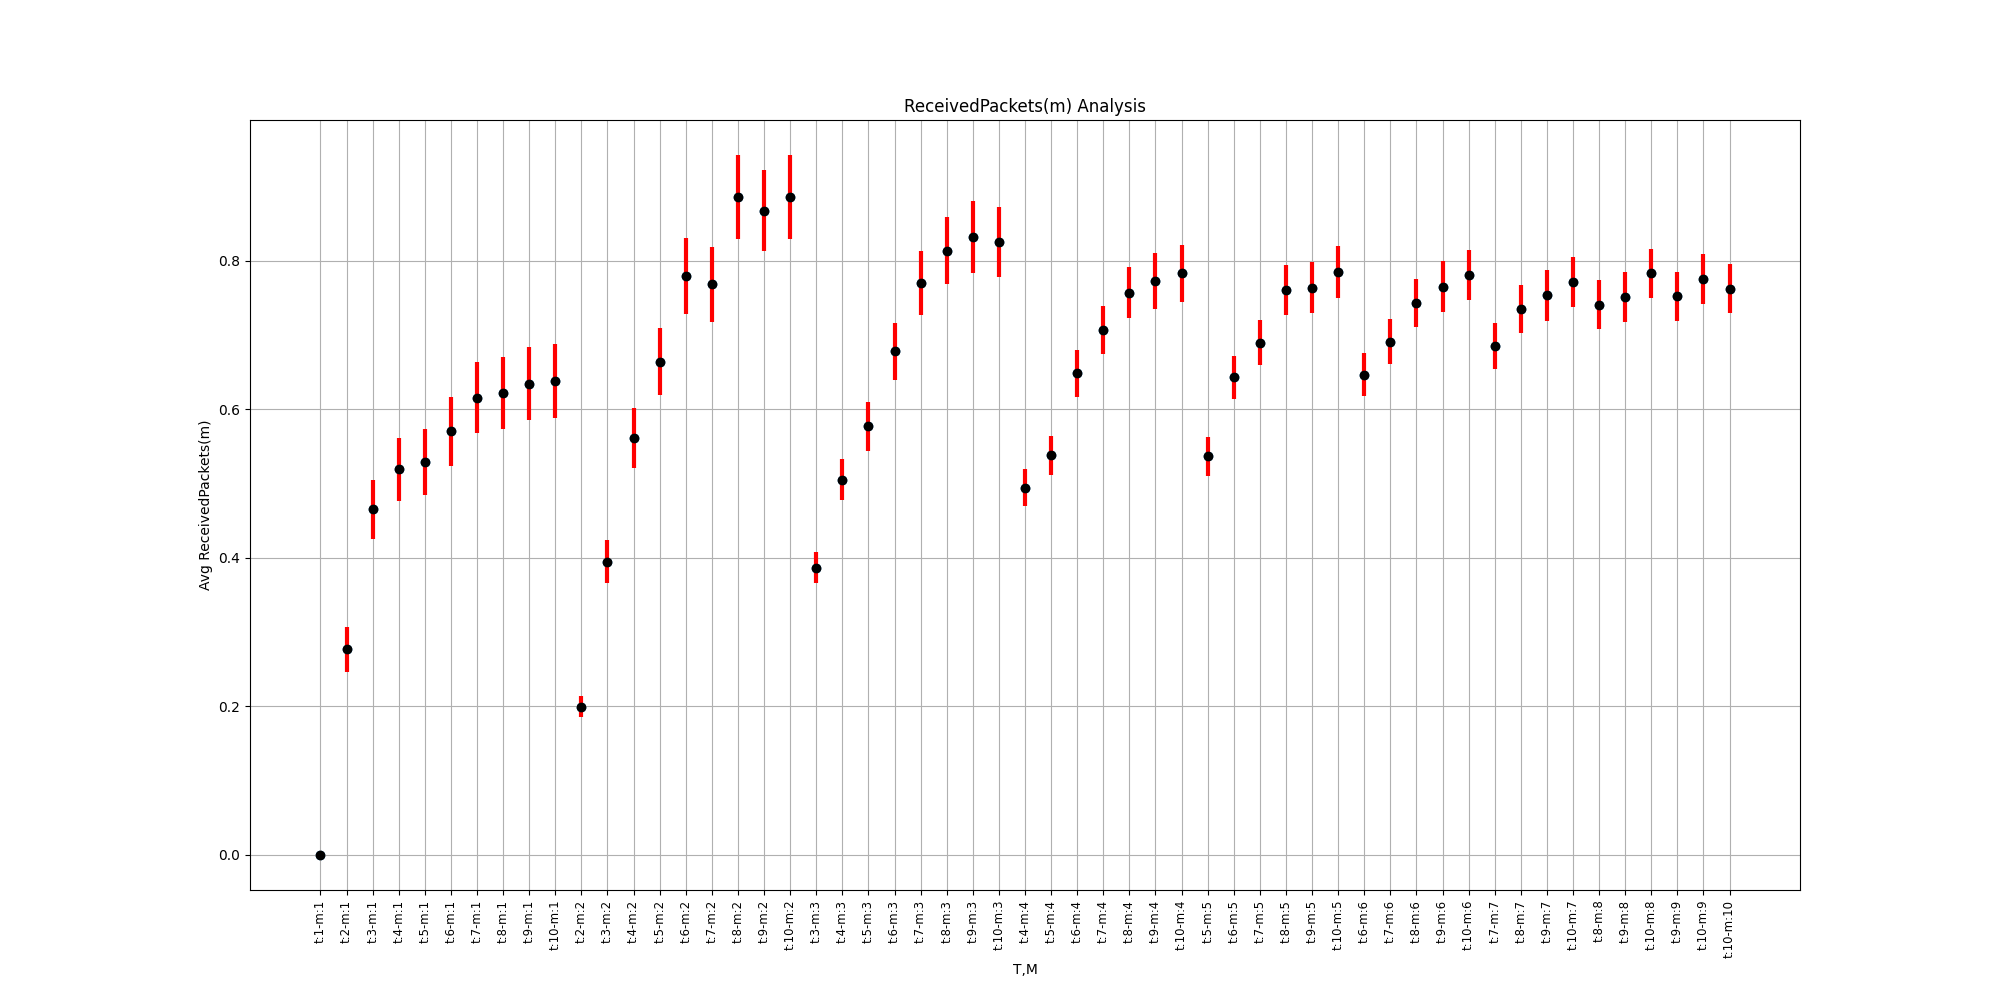 ReceivedPackets(m) Analysis
Avg ReceivedPackets(m)
0.8
0.6
0.4
0.2
0.0
t:1-m:1
t:2-m:1
t:3-m:1
t:4-m:1
t:5-m:1
t:6-m:1
t:7-m:1
t:8-m:1
t:9-m:1
t:10-m:1
t:2-m:2
t:3-m:2
t:4-m:2
t:5-m:2
t:6-m:2
t:7-m:2
t:8-m:2
t:9-m:2
t:10-m:2
t:3-m:3
t:4-m:3
t:5-m:3
t:6-m:3
t:7-m:3
t:8-m:3
t:9-m:3
t:10-m:3
t:4-m:4
t:5-m:4
t:6-m:4
t:7-m:4
t:8-m:4
t:9-m:4
t:10-m:4
t:5-m:5
t:6-m:5
t:7-m:5
t:8-m:5
t:9-m:5
t:10-m:5
t:6-m:6
t:7-m:6
t:8-m:6
t:9-m:6
t:10-m:6
t:7-m:7
t:8-m:7
t:9-m:7
t:10-m:7
t:8-m:8
t:9-m:8
t:10-m:8
t:9-m:9
t:10-m:9
t:10-m:10
T,M